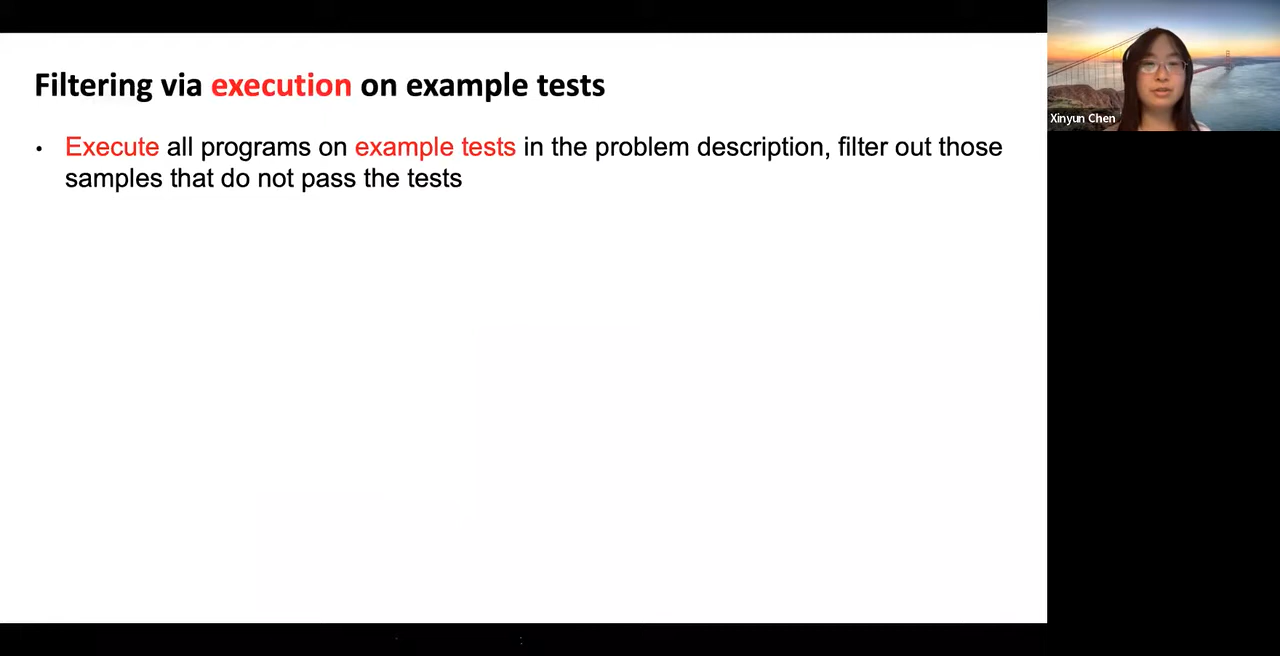 Filtering via execution on example tests
• Execute all programs on example tests in the problem description, filter out those
samples that do not pass the tests
Xinyun Chen